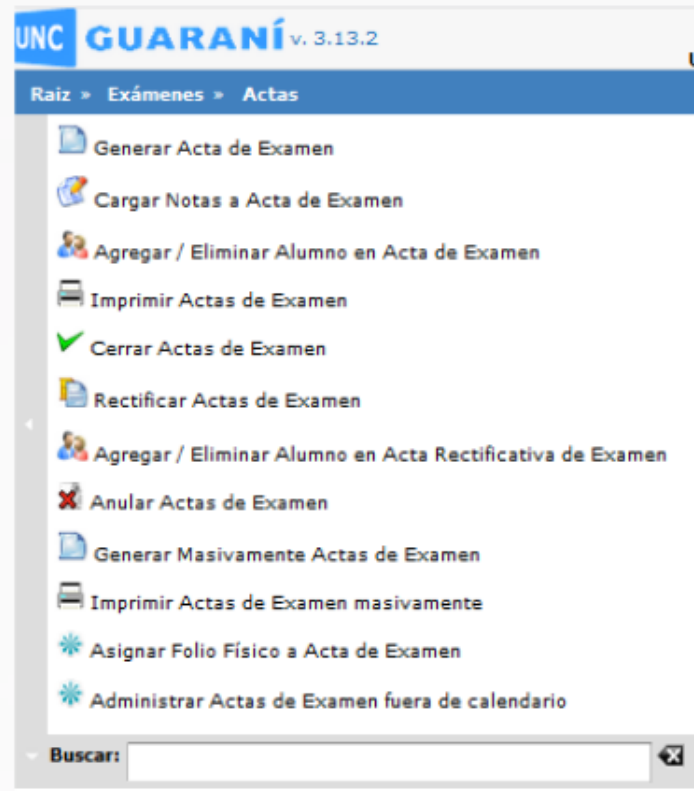 UNC GUARANÍ v. 3.13.2
Raiz » Exámenes » Actas
Generar Acta de Examen
Cargar Notas a Acta de Examen
Agregar / Eliminar Alumno en Acta de Examen
Imprimir Actas de Examen
Cerrar Actas de Examen
Rectificar Actas de Examen
Agregar / Eliminar Alumno en Acta Rectificativa de Examen
Anular Actas de Examen
Generar Masivamente Actas de Examen
Imprimir Actas de Examen masivamente
Asignar Folio Físico a Acta de Examen
Administrar Actas de Examen fuera de calendario
Buscar: